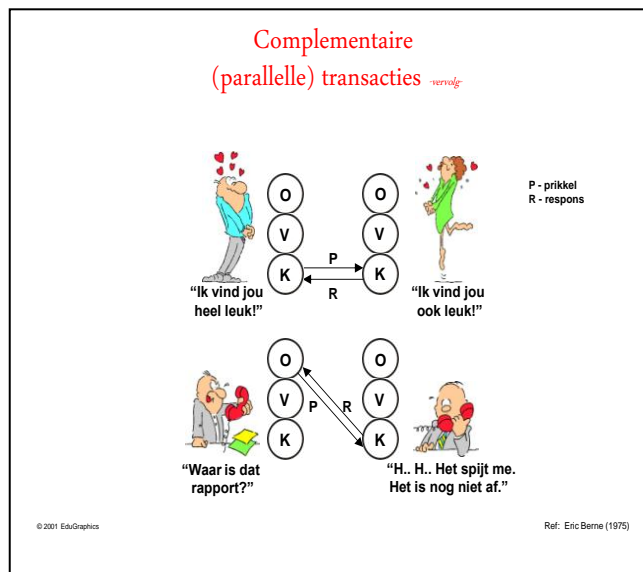 Complementaire
(parallelle) transacties -vervolg-
P - prikkel
R - respons
O
O
V
V
P
K
K
R
“Ik vind jou
heel leuk!”
“Ik vind jou
ook leuk!”
O
O
V
P
R
V
K
K
“Waar is dat
rapport?”
“H.. H.. Het spijt me.
Het is nog niet af.”
© 2001 EduGraphics
Ref: Eric Berne (1975)